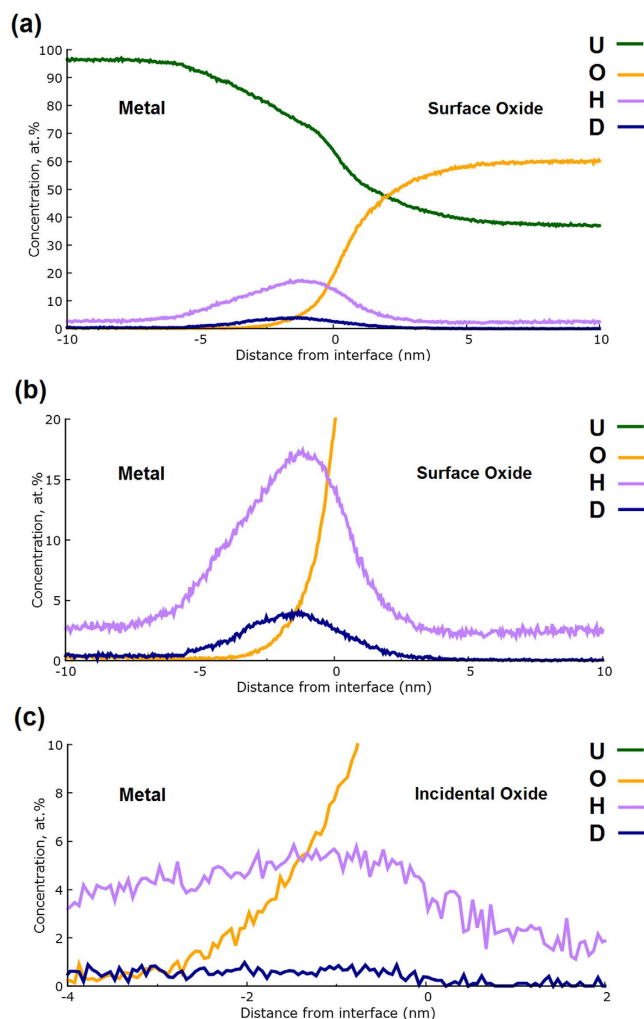 (a)
U
O
H
D
Metal
Surface Oxide
Concentration, at.%
100
90
80
70
60
50
40
30
20
10
0
-10
-5
0
5
10
Distance from interface (nm)
(b)
U
O
H
D
Metal
Surface Oxide
Concentration, at.%
20
15
10
5
0
-10
-5
0
5
10
Distance from interface (nm)
(c)
U
O
H
D
Metal
Incidental Oxide
Concentration, at.%
10
8
6
4
2
0
-4
-2
0
2
Distance from interface (nm)